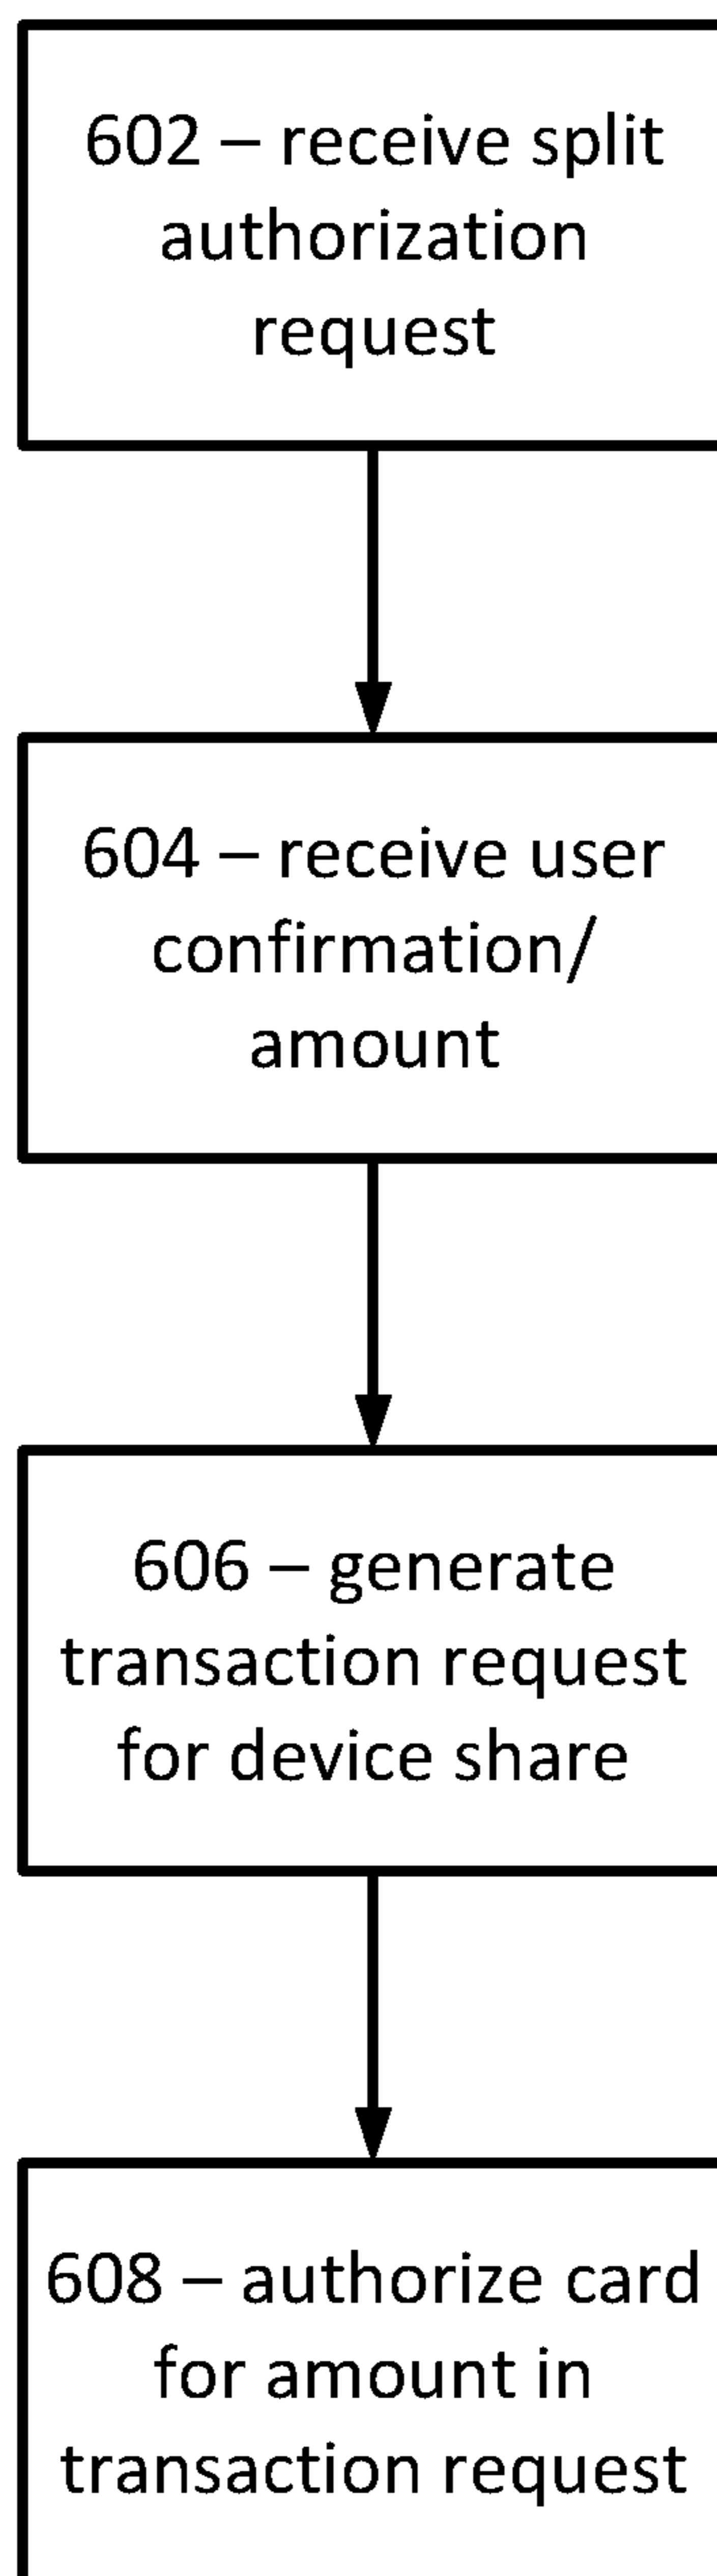 602 – receive split
authorization
request
604 – receive user
confirmation/
amount
606 – generate
transaction request
for device share
608 – authorize card
for amount in
transaction request